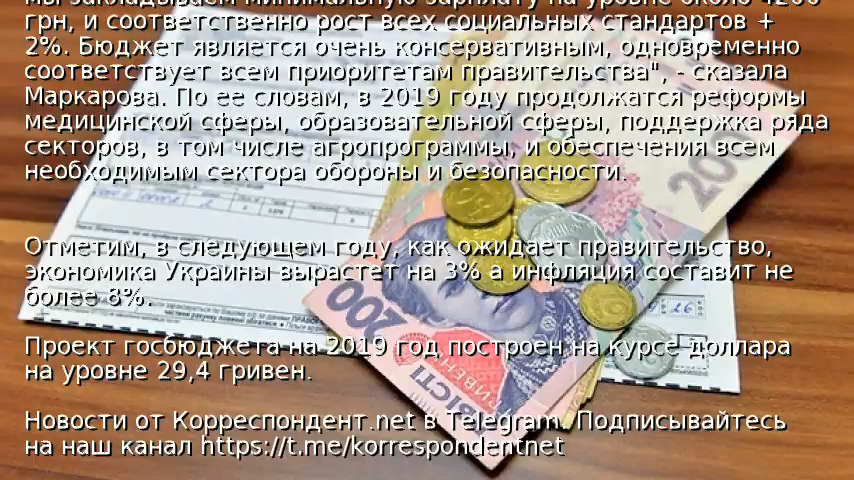 мы закладываем минимальную зарплату на уровне около 4200
грн, и соответственно рост всех социальных стандартов +
2%. Бюджет является очень консервативным, одновременно
соответствует всем приоритетам правительства", - сказала
Маркарова. По ее словам, в 2019 году продолжатся реформы
медицинской сферы, образовательной сферы, поддержка ряда
секторов, в том числе агропрограммы, и обеспечения всем
необходимым сектора обороны и безопасности.
Отметим, в следующем году, как ожидает правительство,
экономика Украины вырастет на 3% а инфляция составит не
более 8%.
Проект госбюджета на 2019 год построен на курсе доллара
на уровне 29,4 гривен.
Новости от Корреспондент.net в Telegram. Подписывайтесь
на наш канал https://t.me/korrespondentnet
200
200
26